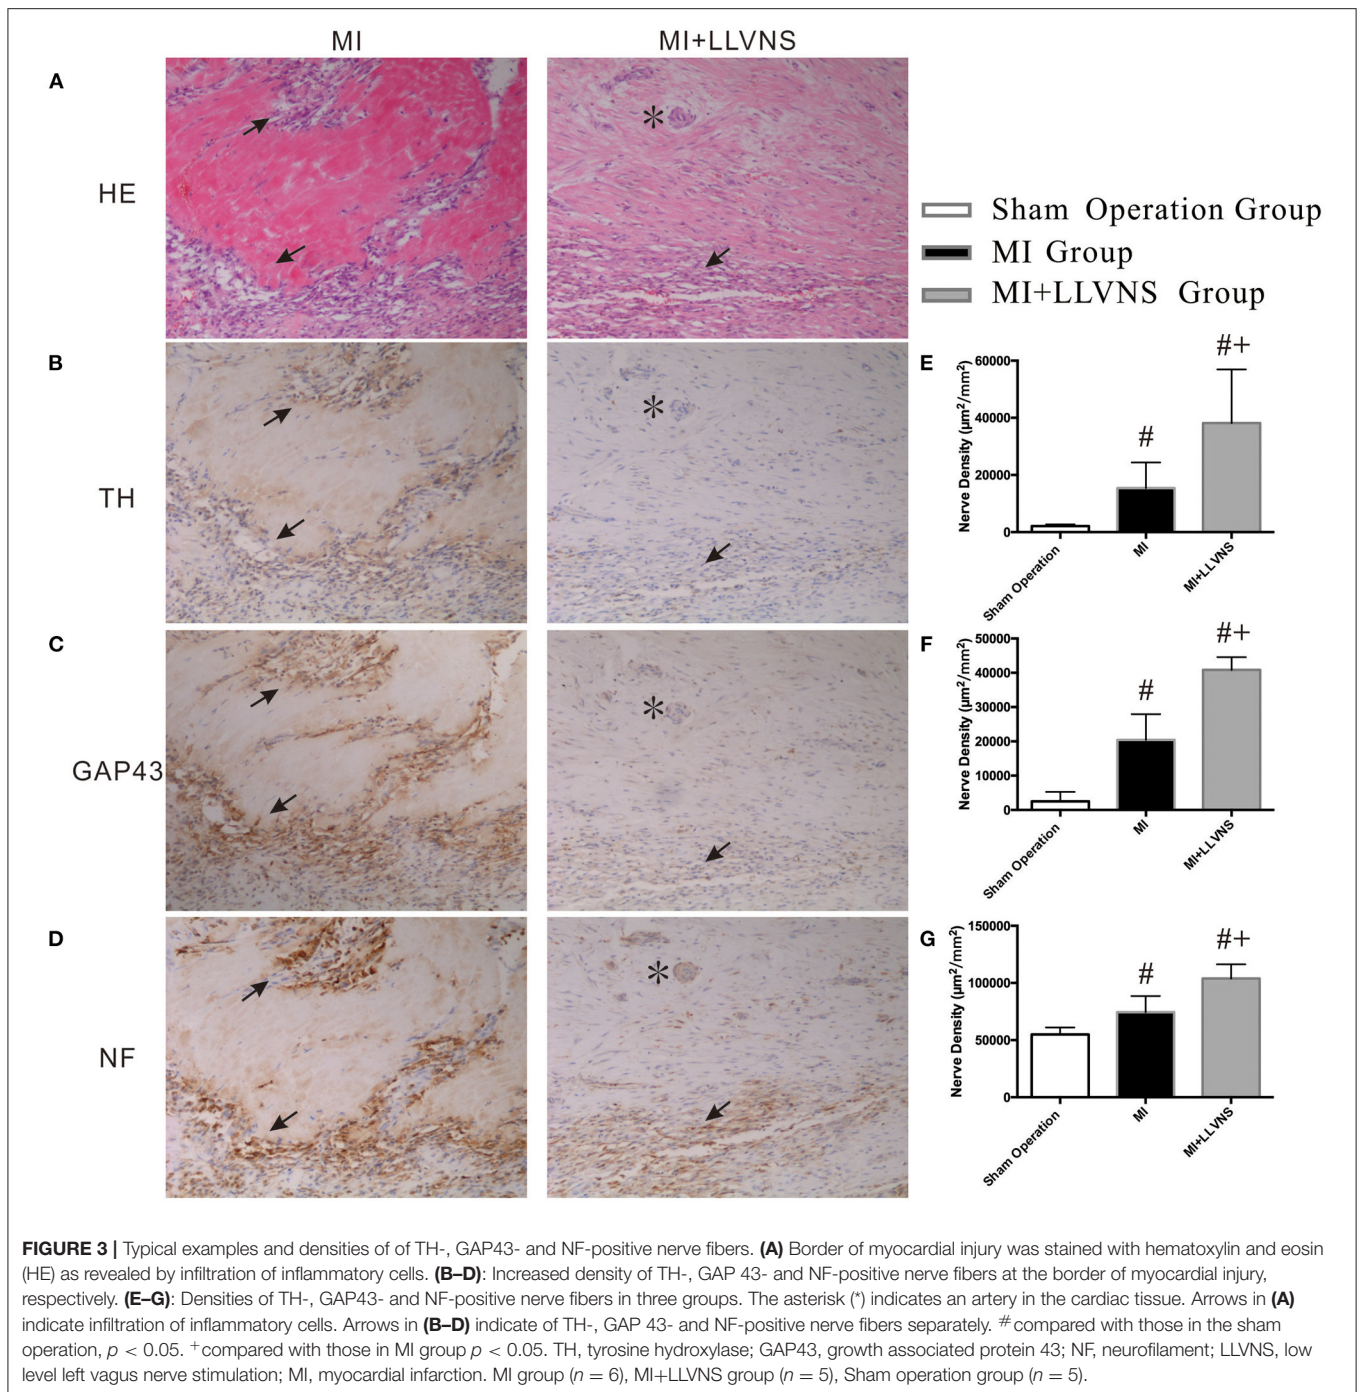 MI
MI+LLVNS
A
HE
*
Sham Operation Group
MI Group
MI+LLVNS Group
B
TH
*
E
Nerve Density (µm²/mm²)
60000
40000
20000
0
#
#+
Sham Operation
MI
MI+LLVNS
C
GAP43
*
F
Nerve Density (µm²/mm²)
50000
40000
30000
20000
10000
0
#
#+
Sham Operation
MI
MI+LLVNS
D
NF
*
G
Nerve Density (µm²/mm²)
150000
100000
50000
0
#
#+
Sham Operation
MI
MI+LLVNS
FIGURE 3 | Typical examples and densities of of TH-, GAP43- and NF-positive nerve fibers. (A) Border of myocardial injury was stained with hematoxylin and eosin
(HE) as revealed by infiltration of inflammatory cells. (B–D): Increased density of TH-, GAP 43- and NF-positive nerve fibers at the border of myocardial injury,
respectively. (E–G): Densities of TH-, GAP43- and NF-positive nerve fibers in three groups. The asterisk (*) indicates an artery in the cardiac tissue. Arrows in (A)
indicate infiltration of inflammatory cells. Arrows in (B–D) indicate of TH-, GAP 43- and NF-positive nerve fibers separately. #compared with those in the sham
operation, p < 0.05. +compared with those in MI group p < 0.05. TH, tyrosine hydroxylase; GAP43, growth associated protein 43; NF, neurofilament; LLVNS, low
level left vagus nerve stimulation; MI, myocardial infarction. MI group (n = 6), MI+LLVNS group (n = 5), Sham operation group (n = 5).